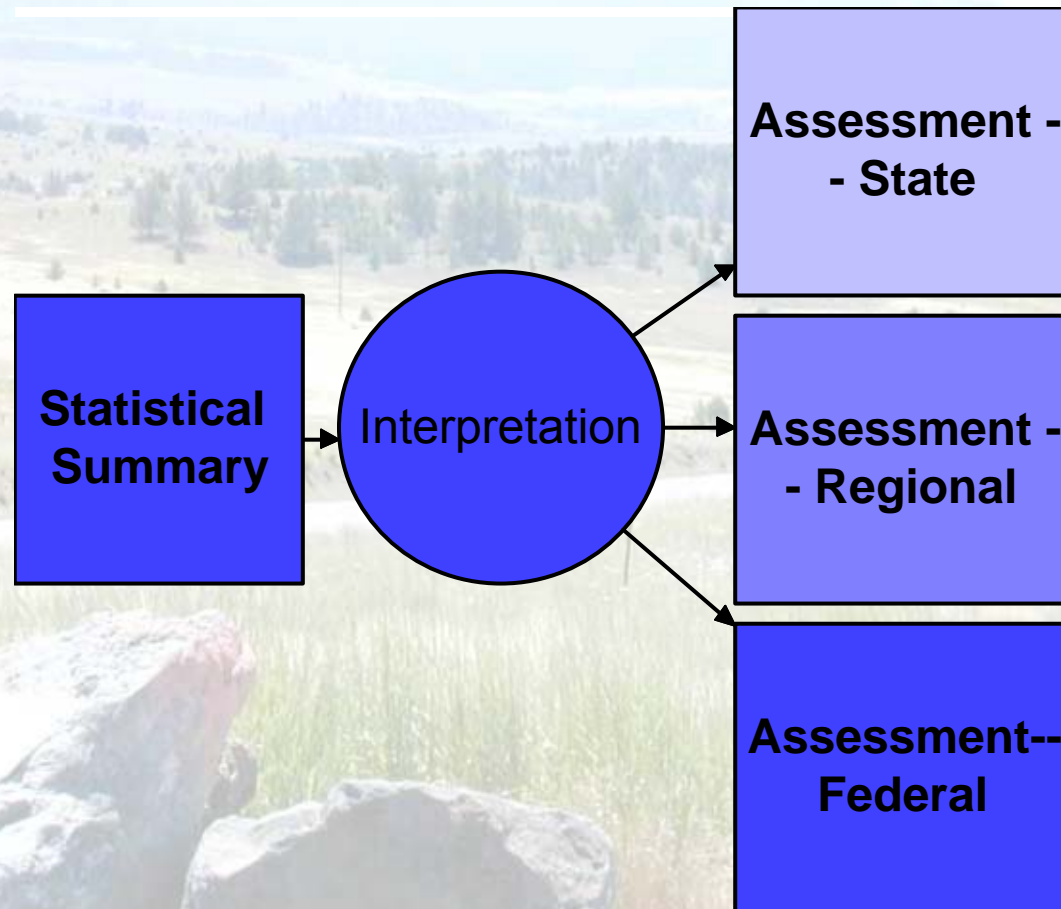 Statistical
Summary
Interpretation
Assessment -
- State
Assessment -
- Regional
Assessment--
Federal